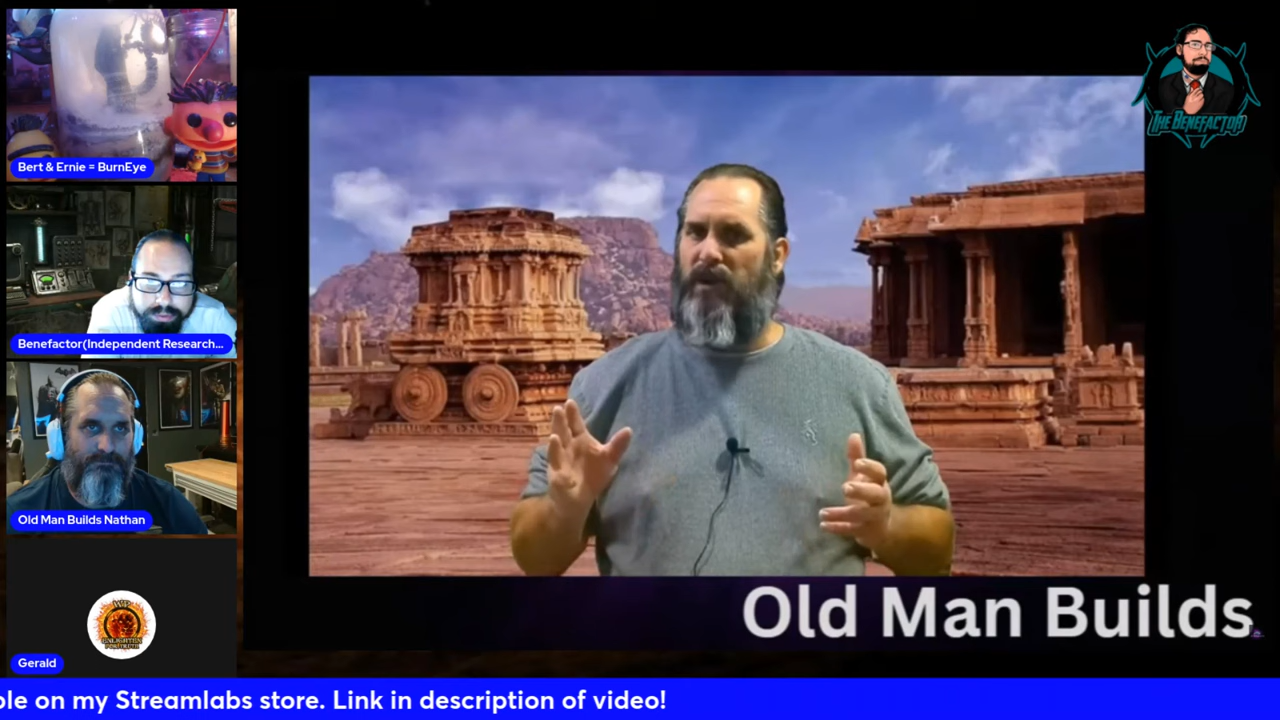 Bert & Ernie = BurnEye
Benefactor(Independent Research...
Old Man Builds Nathan
Gerald
THE BENEFACTOR
Old Man Builds
ble on my Streamlabs store. Link in description of video!